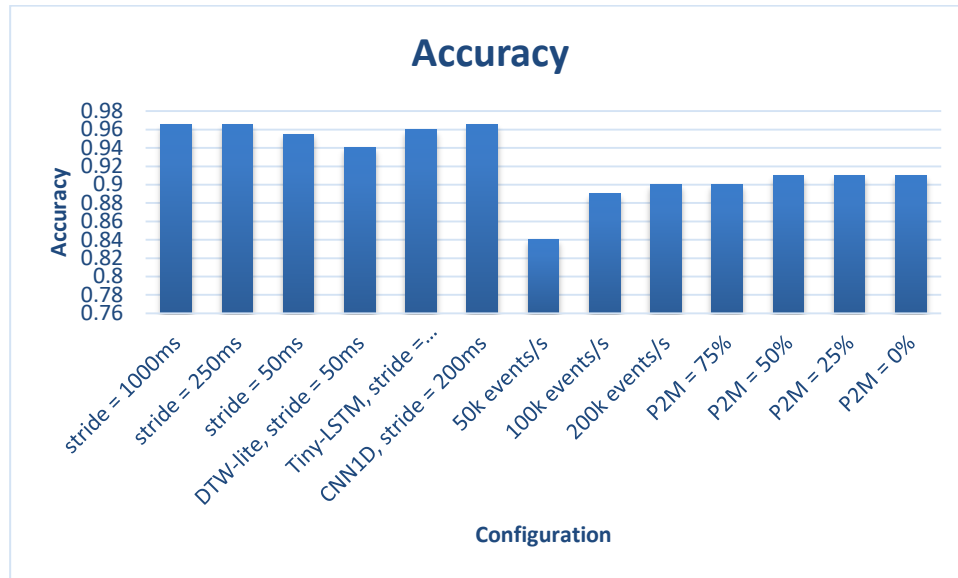 Accuracy
Accuracy
0.98
0.96
0.94
0.92
0.9
0.88
0.86
0.84
0.82
0.8
0.78
0.76
stride = 1000ms
stride = 250ms
stride = 50ms
DTW-lite, stride = 50ms
Tiny-LSTM, stride =...
CNN1D, stride = 200ms
50k events/s
100k events/s
200k events/s
P2M = 75%
P2M = 50%
P2M = 25%
P2M = 0%
Configuration